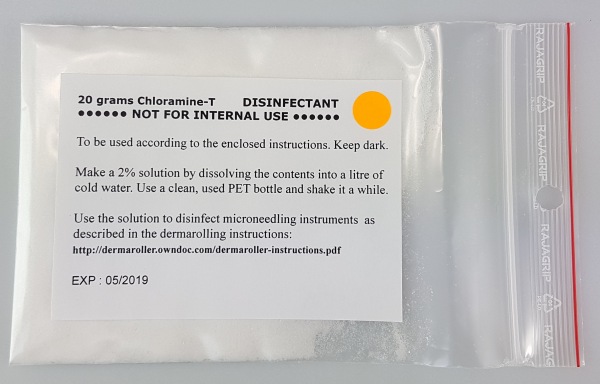 20 grams Chloramine-T DISINFECTANT
●●●●●● NOT FOR INTERNAL USE ●●●●●●
To be used according to the enclosed instructions. Keep dark.
Make a 2% solution by dissolving the contents into a litre of
cold water. Use a clean, used PET bottle and shake it a while.
Use the solution to disinfect microneedling instruments as
described in the dermarolling instructions:
http://dermaroller.owndoc.com/dermaroller-instructions.pdf
EXP : 05/2019
RAJAGRIP
RAJAGRIP
RAJAGRIP
RAJAGRIP